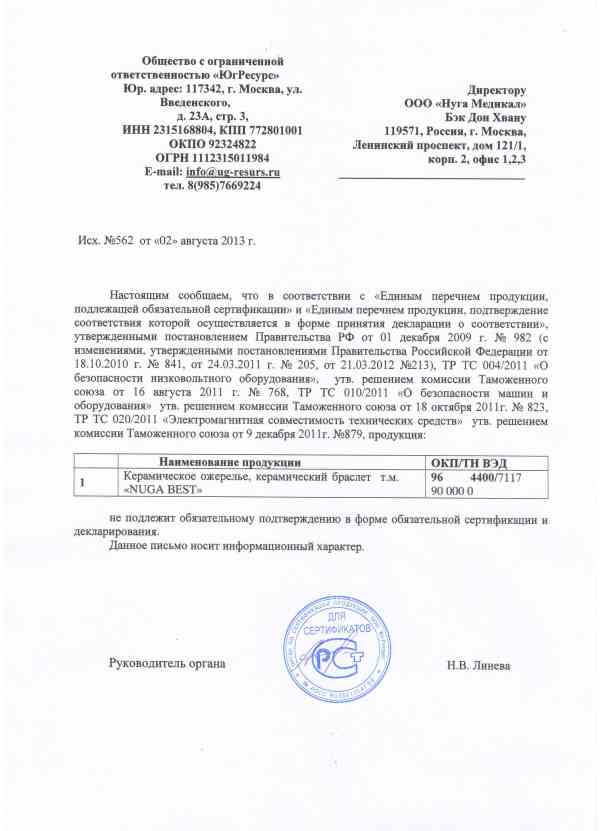 Общество с ограниченной
ответственностью «ЮгРесурс»
Юр. адрес: 117342, г. Москва, ул.
Введенского,
д. 23А, стр. 3,
ИНН 2315168804, КПП 772801001
ОКПО 92324822
ОГРН 1112315011984
E-mail: info@ug-resurs.ru
тел. 8(985)7669224
Директору
ООО «Нуга Медикал»
Бэк Дон Хвану
119571, Россия, г. Москва,
Ленинский проспект, дом 121/1,
корп. 2, офис 1,2,3
Исх. №562 от «02» августа 2013 г.
Настоящим сообщаем, что в соответствии с «Единым перечнем продукции,
подлежащей обязательной сертификации» и «Единым перечнем продукции, подтверждение
соответствия которой осуществляется в форме принятия декларации о соответствии»,
утвержденными постановлением Правительства РФ от 01 декабря 2009 г. № 982 (с
изменениями, утвержденными постановлениями Правительства Российской Федерации от
18.10.2010 г. № 841, от 24.03.2011 г. № 205, от 21.03.2012 №213), ТР ТС 004/2011 «О
безопасности низковольтного оборудования», утв. решением комиссии Таможенного
союза от 16 августа 2011 г. № 768, ТР ТС 010/2011 «О безопасности машин и
оборудования» утв. решением комиссии Таможенного союза от 18 октября 2011г. № 823,
ТР ТС 020/2011 «Электромагнитная совместимость технических средств» утв. решением
комиссии Таможенного союза от 9 декабря 2011г. №879, продукция:
Наименование продукции ОКП/ТН ВЭД
1 Керамическое ожерелье, керамический браслет т.м. 96 4400/7117
«NUGA BEST» 90 000 0
не подлежит обязательному подтверждению в форме обязательной сертификации и
декларирования.
Данное письмо носит информационный характер.
ДЛЯ
СЕРТИФИКАТОВ
РСТ
Руководитель органа Н.В. Линева